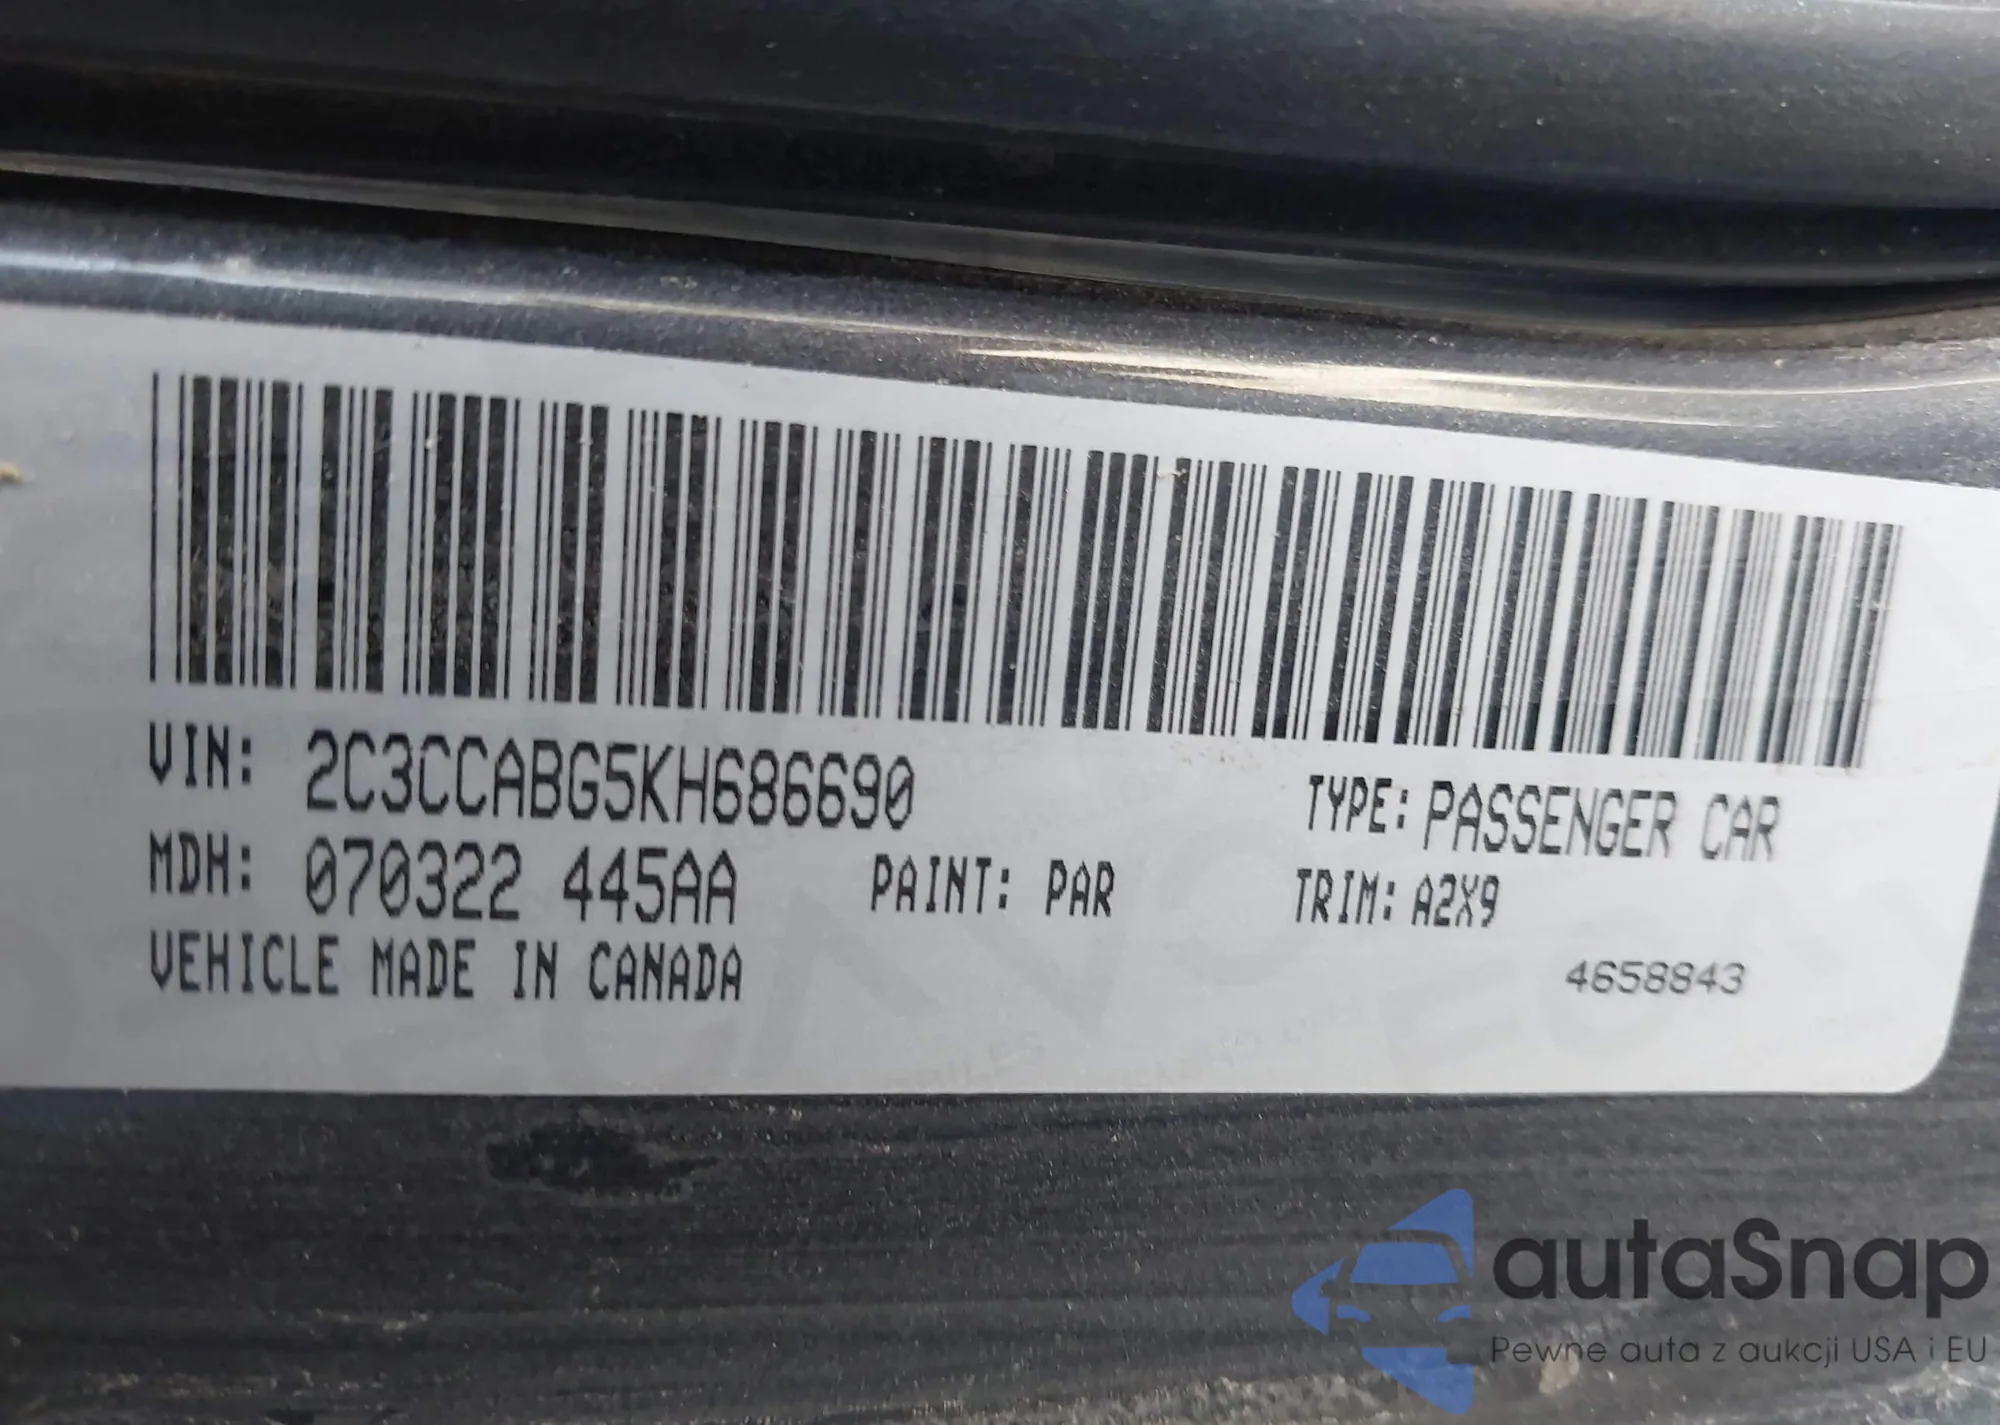 VIN: 2C3CCABG5KH686690
TYPE: PASSENGER CAR
MDH: 070322 445AA
PAINT: PAR
TRIM: A2X9
VEHICLE MADE IN CANADA
4658843
autaSnap
Pewne auta z aukcji USA i EU